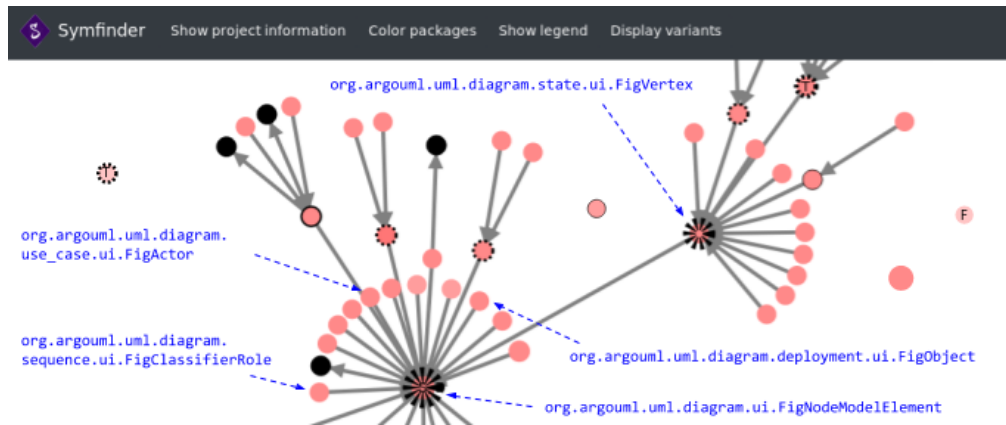 Symfinder Show project information Color packages Show legend Display variants
org.argouml.uml.diagram.state.ui.FigVertex
T
T
F
org.argouml.uml.diagram.
use_case.ui.FigActor
org.argouml.uml.diagram.
sequence.ui.FigClassifierRole
org.argouml.uml.diagram.deployment.ui.FigObject
org.argouml.uml.diagram.ui.FigNodeModelElement